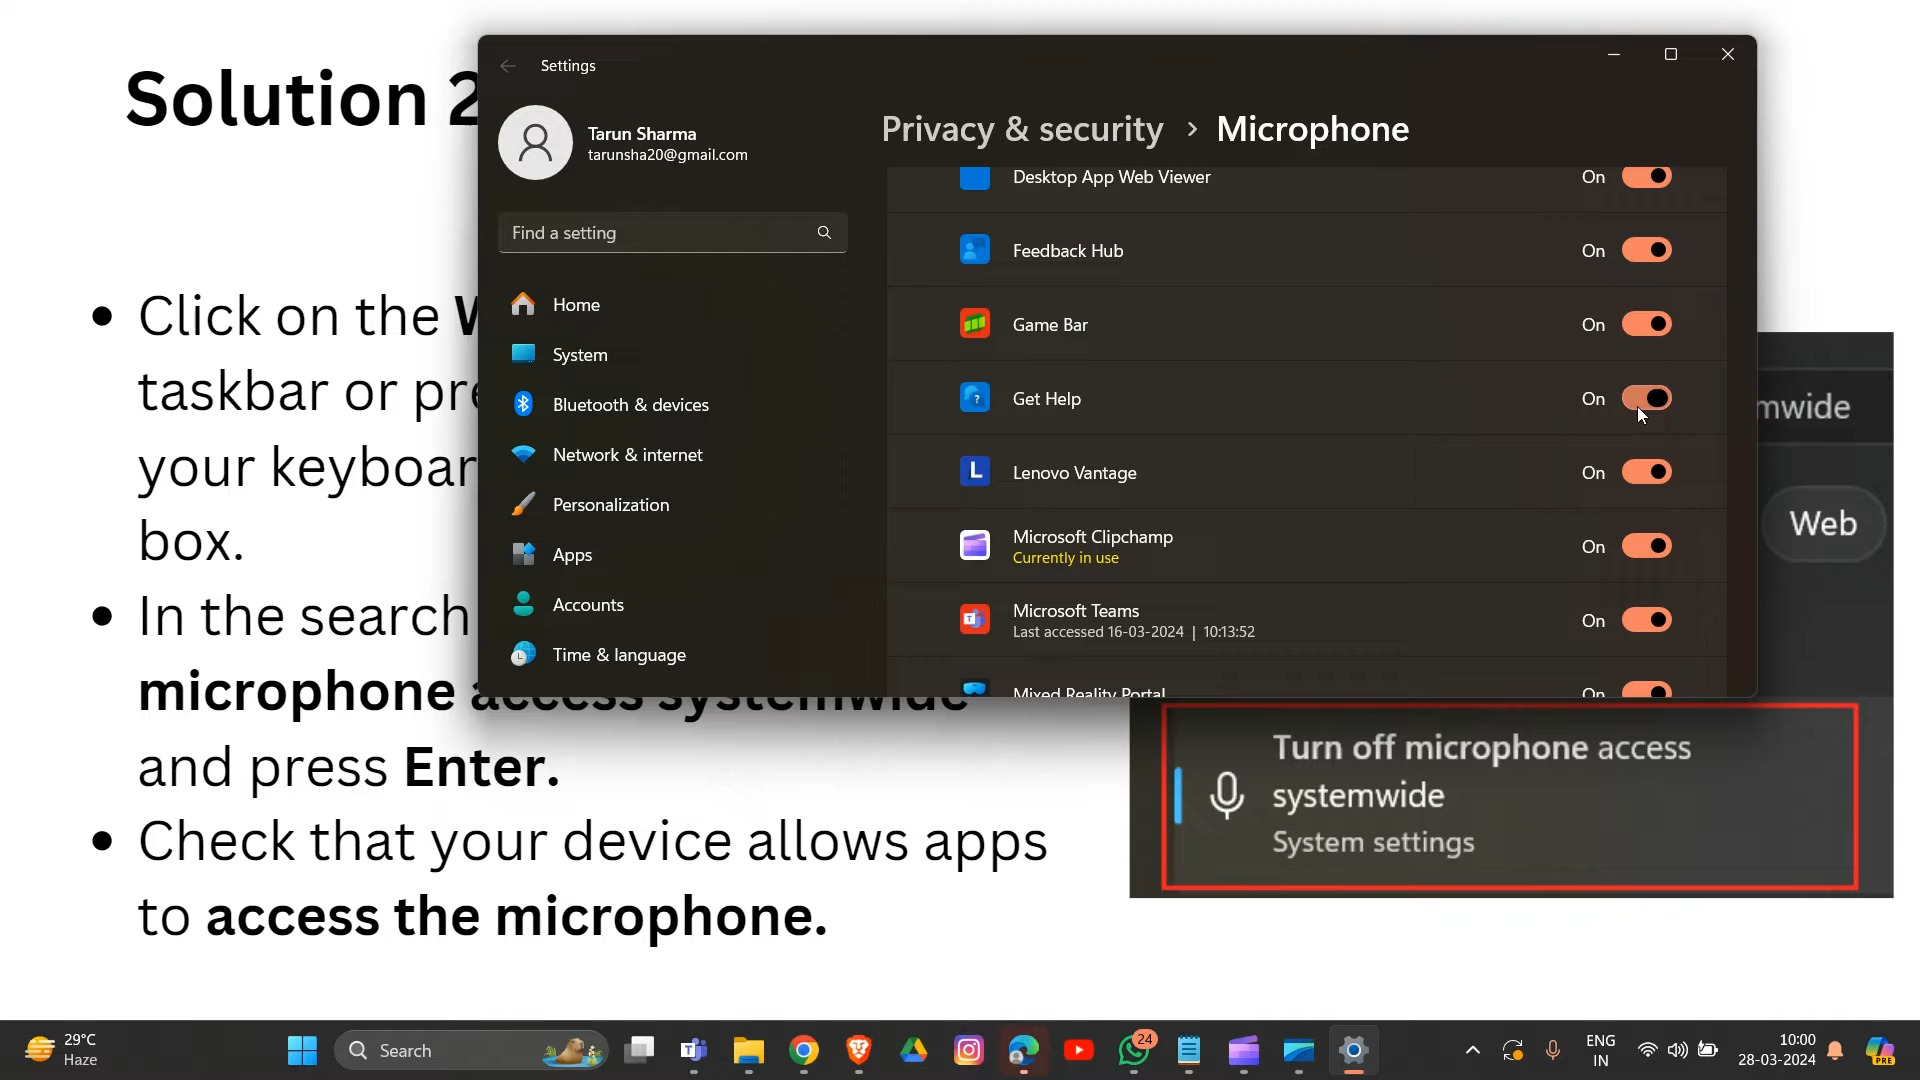 Solution 2
Click on the W
taskbar or pre
your keyboar
box.
In the search
microphone access systemwide
and press Enter.
Check that your device allows apps
to access the microphone.
Settings
Tarun Sharma
tarunsha20@gmail.com
Find a setting
Home
System
Bluetooth & devices
Network & internet
Personalization
Apps
Accounts
Time & language
Privacy & security > Microphone
Desktop App Web Viewer On
Feedback Hub On
Game Bar On
Get Help On
Lenovo Vantage On
Microsoft Clipchamp On
Currently in use
Microsoft Teams On
Last accessed 16-03-2024 | 10:13:52
Mixed Reality Portal On
mwide
Web
Turn off microphone access
systemwide
System settings
29°C
Haze
Search
24
ENG
IN
10:00
28-03-2024
PRE